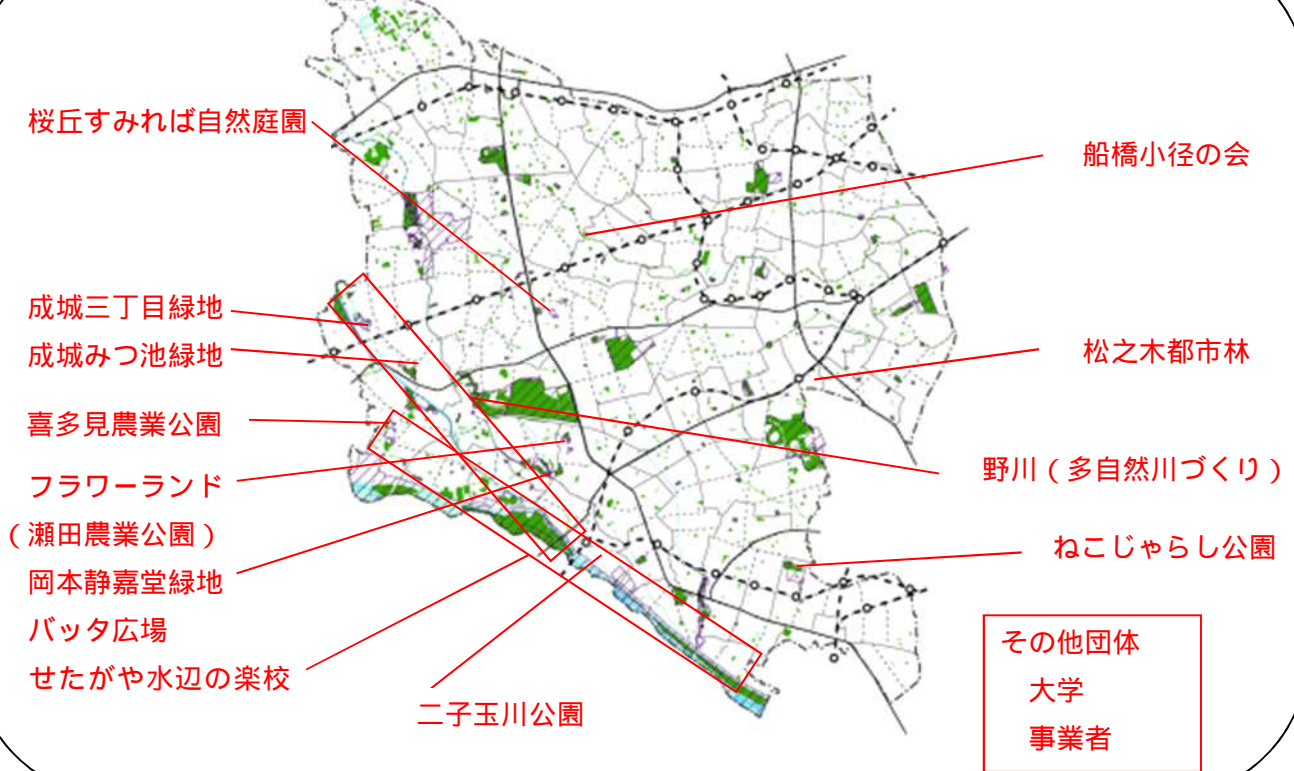 桜丘すみれば自然庭園
成城三丁目緑地
成城みつ池緑地
喜多見農業公園
フラワーランド
（瀬田農業公園）
岡本静嘉堂緑地
バッタ広場
せたがや水辺の楽校
二子玉川公園
船橋小径の会
松之木都市林
野川（多自然川づくり）
ねこじゃらし公園
その他団体
大学
事業者